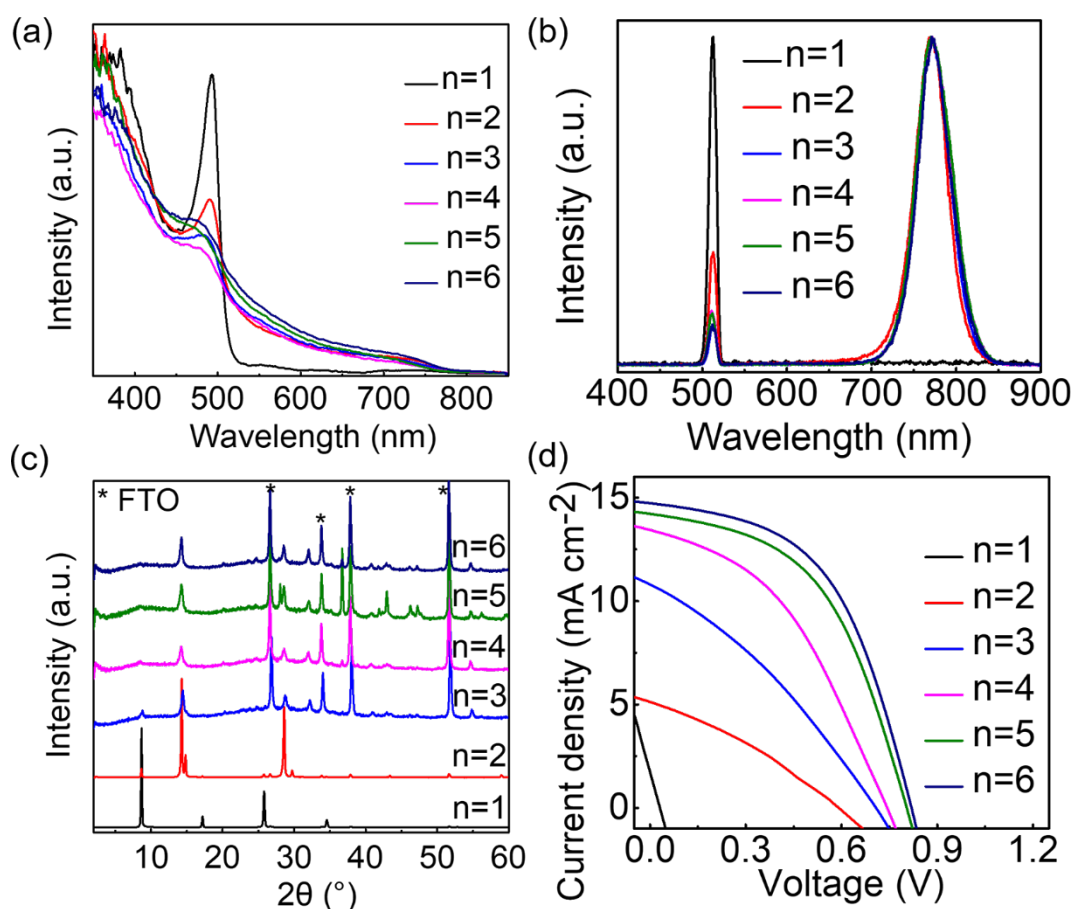 (a)
Intensity (a.u.)
n=1
n=2
n=3
n=4
n=5
n=6
400 500 600 700 800
Wavelength (nm)
(b)
Intensity (a.u.)
n=1
n=2
n=3
n=4
n=5
n=6
400 500 600 700 800 900
Wavelength (nm)
(c)
Intensity (a.u.)
* FTO
* * * *
n=6
n=5
n=4
n=3
n=2
n=1
10 20 30 40 50 60
2θ (°)
(d)
Current density (mA cm-2)
15
10
5
0
n=1
n=2
n=3
n=4
n=5
n=6
0.0 0.3 0.6 0.9 1.2
Voltage (V)